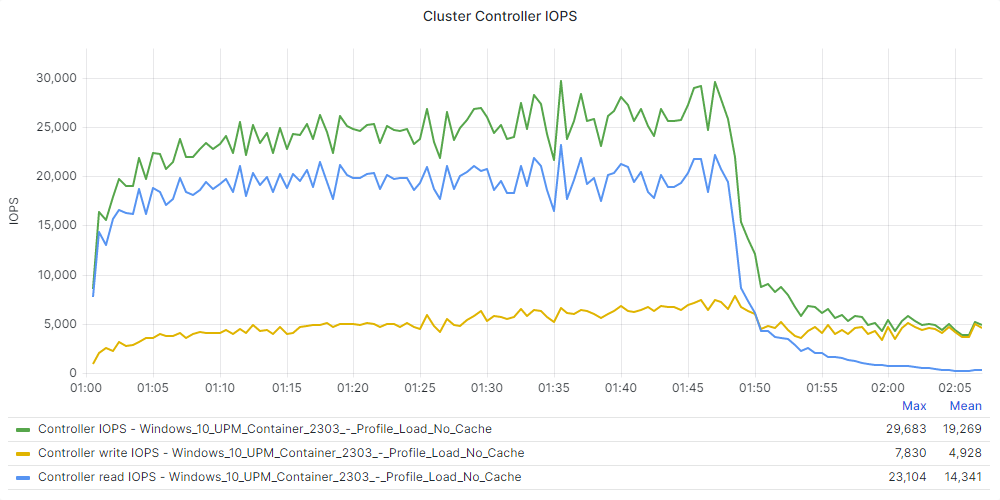 Cluster Controller IOPS
IOPS
30,000
25,000
20,000
15,000
10,000
5,000
0
01:00 01:05 01:10 01:15 01:20 01:25 01:30 01:35 01:40 01:45 01:50 01:55 02:00 02:05
Max Mean
Controller IOPS - Windows_10_UPM_Container_2303_-_Profile_Load_No_Cache 29,683 19,269
Controller write IOPS - Windows_10_UPM_Container_2303_-_Profile_Load_No_Cache 7,830 4,928
Controller read IOPS - Windows_10_UPM_Container_2303_-_Profile_Load_No_Cache 23,104 14,341